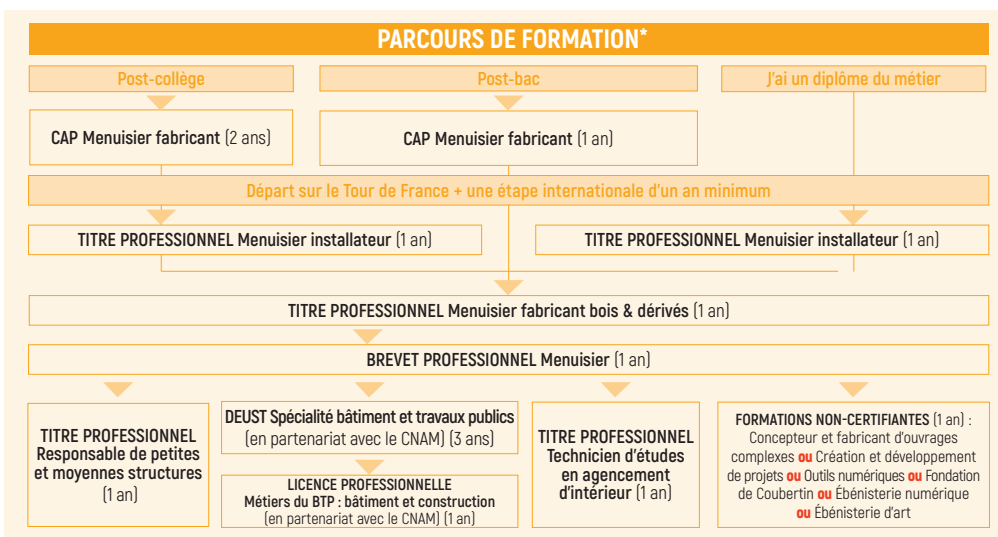 PARCOURS DE FORMATION*
Post-collège
Post-bac
J'ai un diplôme du métier
CAP Menuisier fabricant (2 ans)
CAP Menuisier fabricant (1 an)
Départ sur le Tour de France + une étape internationale d'un an minimum
TITRE PROFESSIONNEL Menuisier installateur (1 an)
TITRE PROFESSIONNEL Menuisier installateur (1 an)
TITRE PROFESSIONNEL Menuisier fabricant bois & dérivés (1 an)
BREVET PROFESSIONNEL Menuisier (1 an)
TITRE PROFESSIONNEL
Responsable de petites
et moyennes structures
(1 an)
DEUST Spécialité bâtiment et travaux publics
(en partenariat avec le CNAM) (3 ans)
LICENCE PROFESSIONNELLE
Métiers du BTP : bâtiment et construction
(en partenariat avec le CNAM) (1 an)
TITRE PROFESSIONNEL
Technicien d'études
en agencement
d'intérieur (1 an)
FORMATIONS NON-CERTIFIANTES (1 an) :
Concepteur et fabricant d'ouvrages
complexes ou Création et développement
de projets ou Outils numériques ou Fondation
de Coubertin ou Ébénisterie numérique
ou Ébénisterie d'art